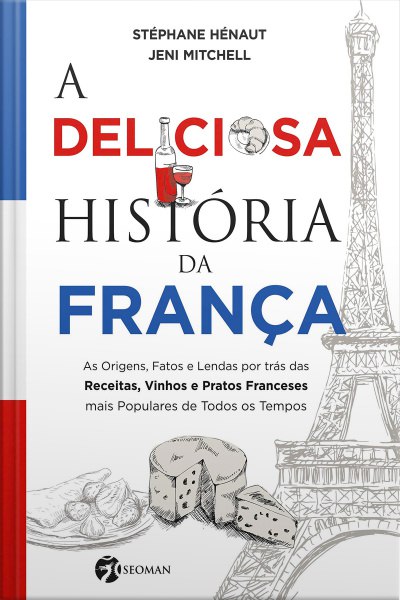 STÉPHANE HÉNAUT
JENI MITCHELL
A
DELICIOSA
HISTÓRIA
DA
FRANÇA
As Origens, Fatos e Lendas por trás das
Receitas, Vinhos e Pratos Franceses
mais Populares de Todos os Tempos
SEOMAN